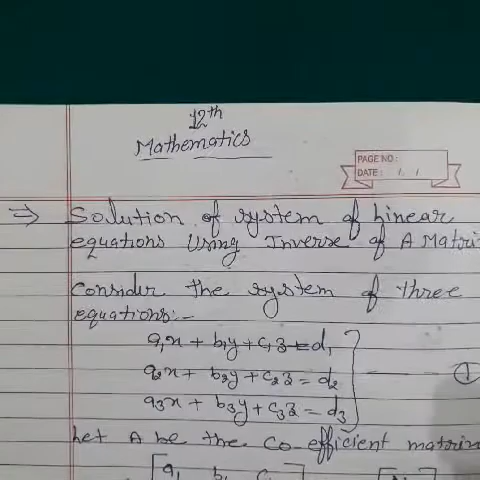 12th
Mathematics
PAGE NO:
DATE: / /
⇒ Solution of system of Linear
equations Using Inverse of A Matri
Consider the system of three
equations:-
a₁x + b₁y + c₁z = d₁
a₂x + b₂y + c₂z = d₂ ①
a₃x + b₃y + c₃z = d₃
Let A be the Co-efficient matrix
a₁ b₁ c